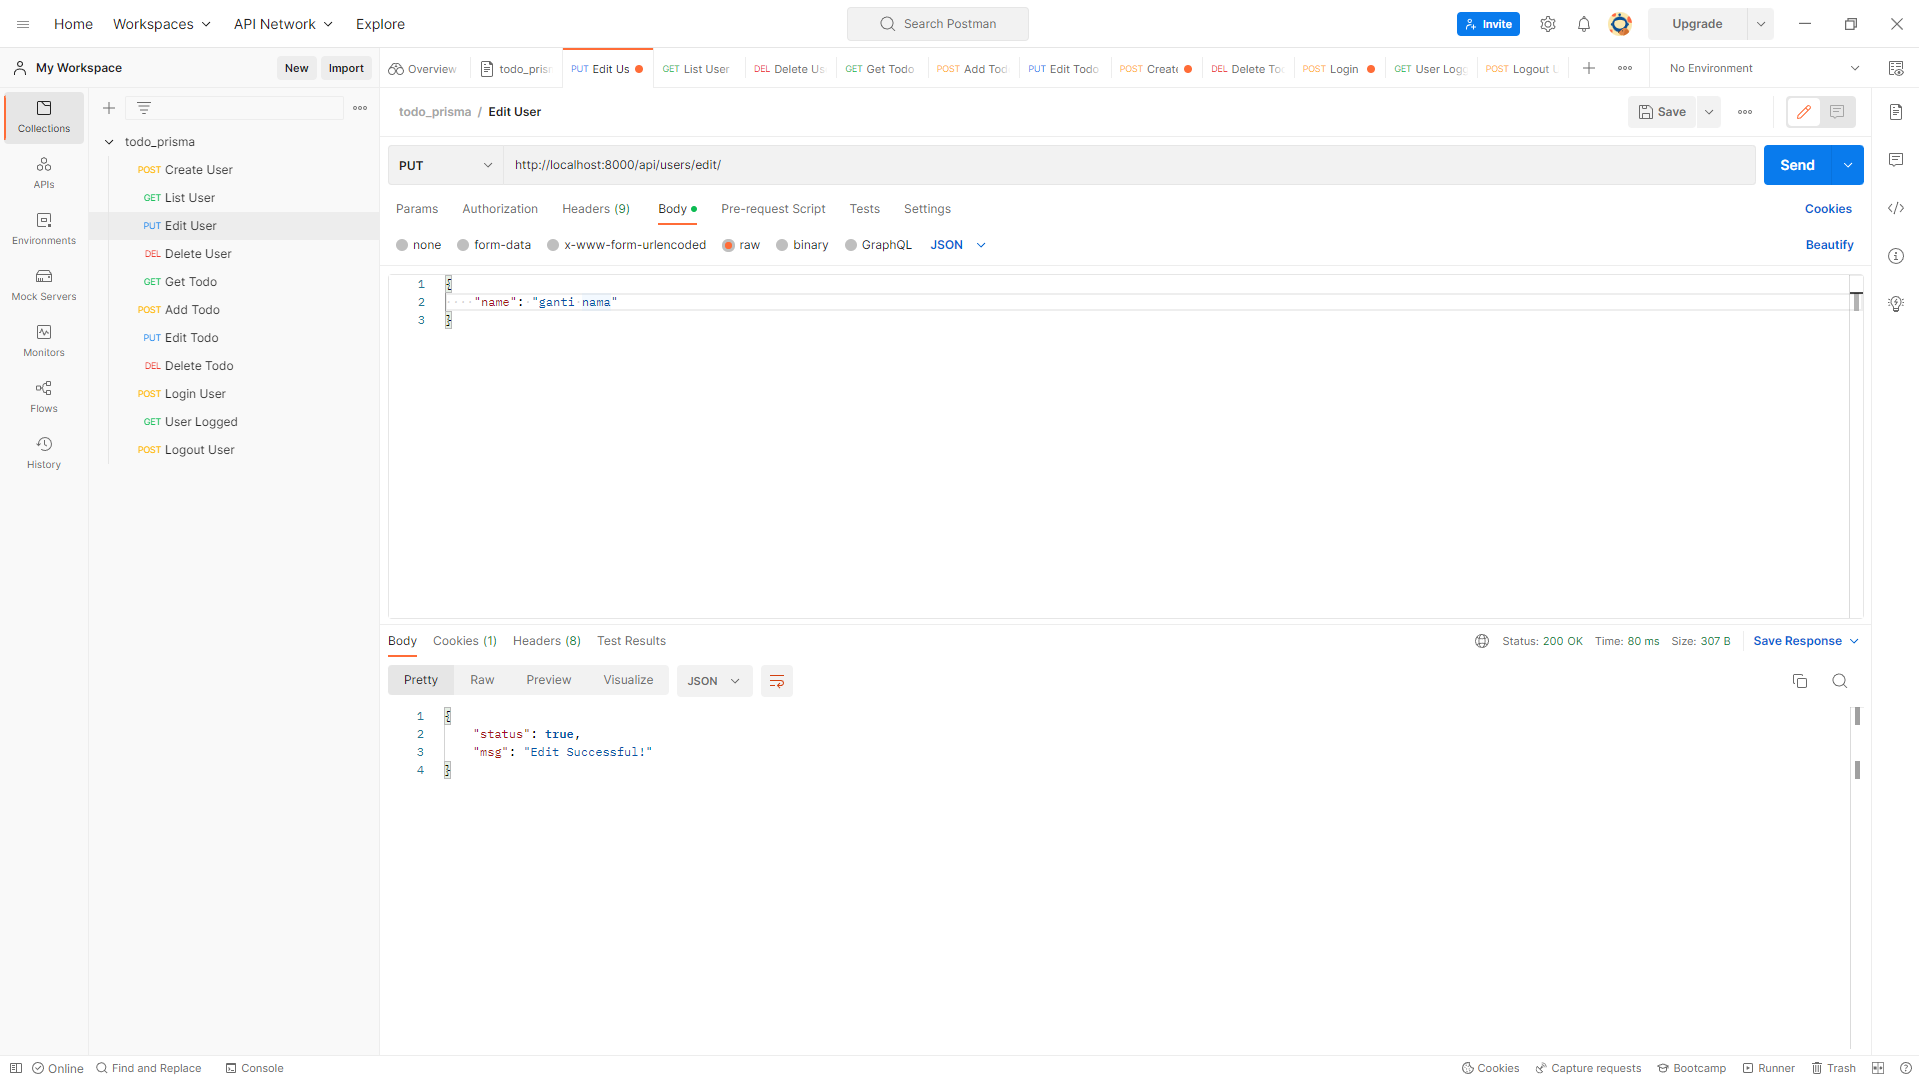 Home Workspaces API Network Explore Search Postman Invite Upgrade
My Workspace New Import Overview todo_pris PUT Edit Us GET List User DEL Delete Us GET Get Todo POST Add Tod PUT Edit Todo POST Create DEL Delete Tod POST Login GET User Logg POST Logout No Environment
Collections
APIs
Environments
Mock Servers
Monitors
Flows
History
todo_prisma
POST Create User
GET List User
PUT Edit User
DEL Delete User
GET Get Todo
POST Add Todo
PUT Edit Todo
DEL Delete Todo
POST Login User
GET User Logged
POST Logout User
todo_prisma / Edit User Save
PUT http://localhost:8000/api/users/edit/ Send
Params Authorization Headers (9) Body Pre-request Script Tests Settings Cookies
none form-data x-www-form-urlencoded raw binary GraphQL JSON Beautify
1 {
2 "name": "ganti nama"
3 }
Body Cookies (1) Headers (8) Test Results Status: 200 OK Time: 80 ms Size: 307 B Save Response
Pretty Raw Preview Visualize JSON
1 {
2 "status": true,
3 "msg": "Edit Successful!"
4 }
Online Find and Replace Console Cookies Capture requests Bootcamp Runner Trash